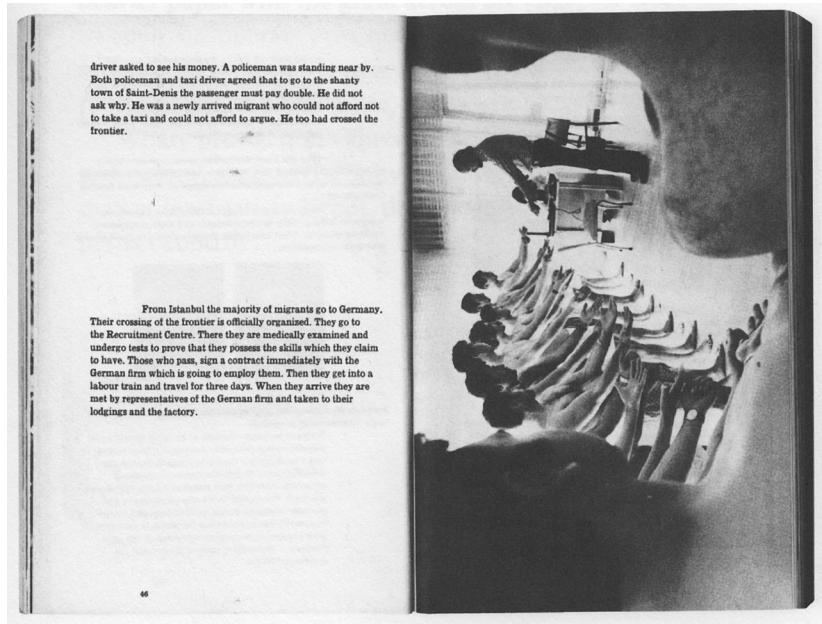 driver asked to see his money. A policeman was standing near by.
Both policeman and taxi driver agreed that to go to the shanty
town of Saint-Denis the passenger must pay double. He did not
ask why. He was a newly arrived migrant who could not afford not
to take a taxi and could not afford to argue. He too had crossed the
frontier.
From Istanbul the majority of migrants go to Germany.
Their crossing of the frontier is officially organized. They go to
the Recruitment Centre. There they are medically examined and
undergo tests to prove that they possess the skills which they claim
to have. Those who pass, sign a contract immediately with the
German firm which is going to employ them. Then they get into a
labour train and travel for three days. When they arrive they are
met by representatives of the German firm and taken to their
lodgings and the factory.
46